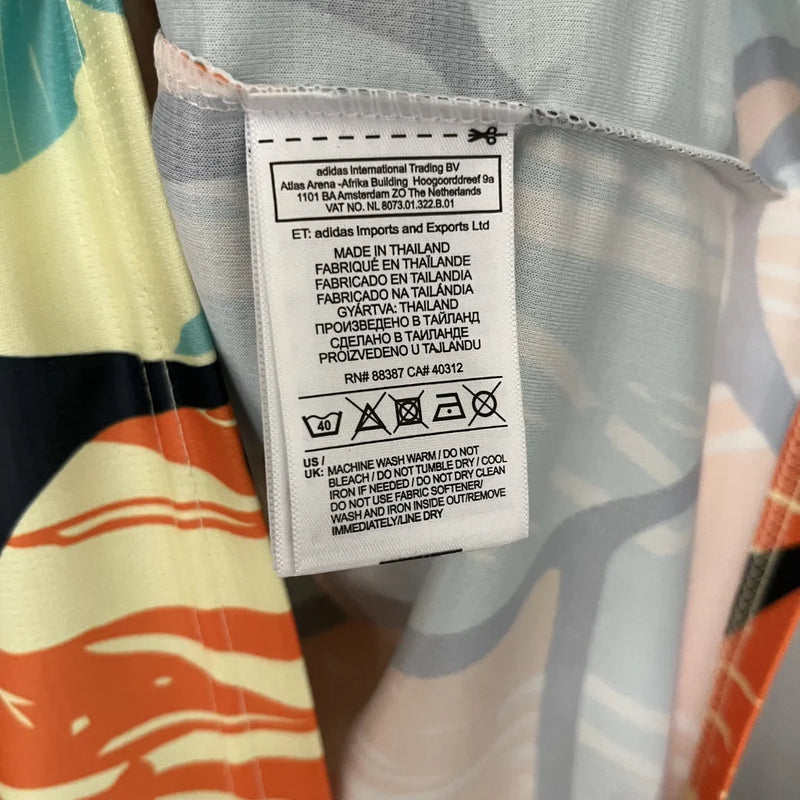 adidas International Trading BV
Atlas Arena -Afrika Building Hoogoorddreef 9a
1101 BA Amsterdam ZO The Netherlands
VAT NO. NL 8073.01.322.B.01
ET: adidas Imports and Exports Ltd
MADE IN THAILAND
FABRIQUÉ EN THAÏLANDE
FABRICADO EN TAILANDIA
FABRICADO NA TAILÂNDIA
GYÁRTVA: THAILAND
ПРОИЗВЕДЕНО В ТАЙЛАНД
СДЕЛАНО В ТАИЛАНДЕ
PROIZVEDENO U TAJLANDU
RN# 88387 CA# 40312
40
US /
UK: MACHINE WASH WARM / DO NOT
BLEACH / DO NOT TUMBLE DRY / COOL
IRON IF NEEDED / DO NOT DRY CLEAN
DO NOT USE FABRIC SOFTENER/
WASH AND IRON INSIDE OUT/REMOVE
IMMEDIATELY/LINE DRY